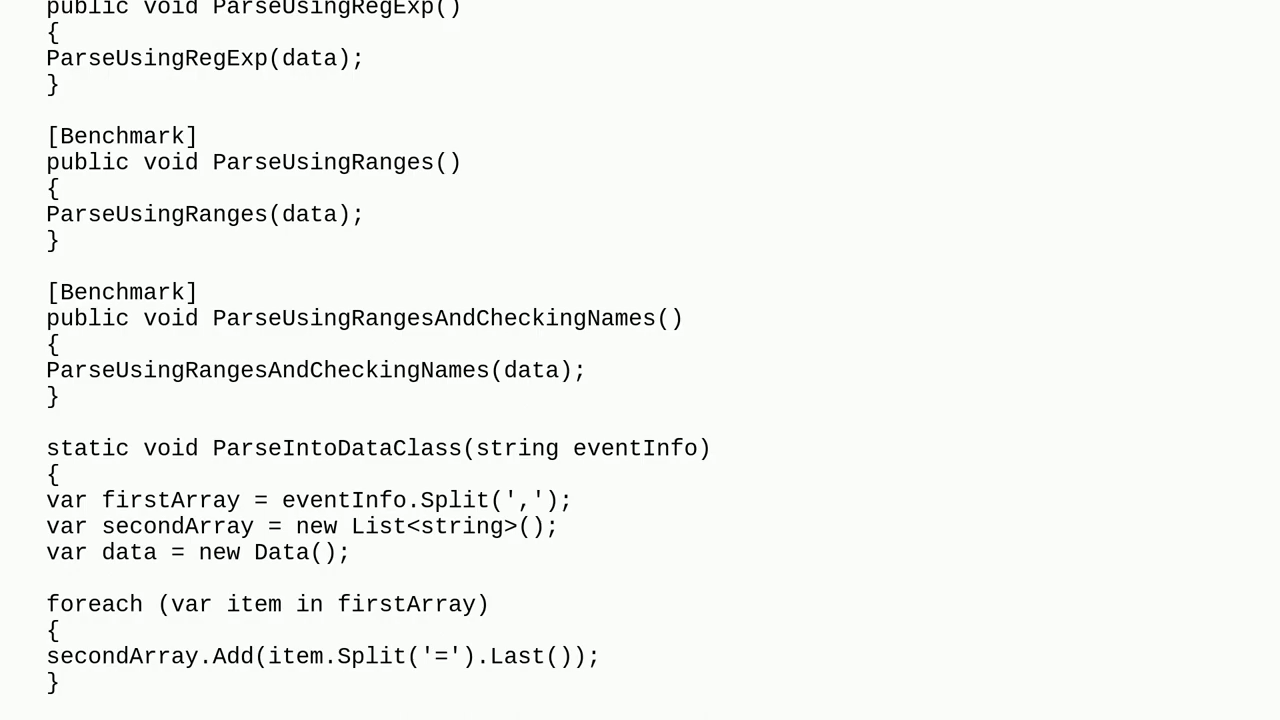 public void ParseUsingRegExp()
{
ParseUsingRegExp(data);
}
[Benchmark]
public void ParseUsingRanges()
{
ParseUsingRanges(data);
}
[Benchmark]
public void ParseUsingRangesAndCheckingNames()
{
ParseUsingRangesAndCheckingNames(data);
}
static void ParseIntoDataClass(string eventInfo)
{
var firstArray = eventInfo.Split(',');
var secondArray = new List<string>();
var data = new Data();
foreach (var item in firstArray)
{
secondArray.Add(item.Split('=').Last());
}